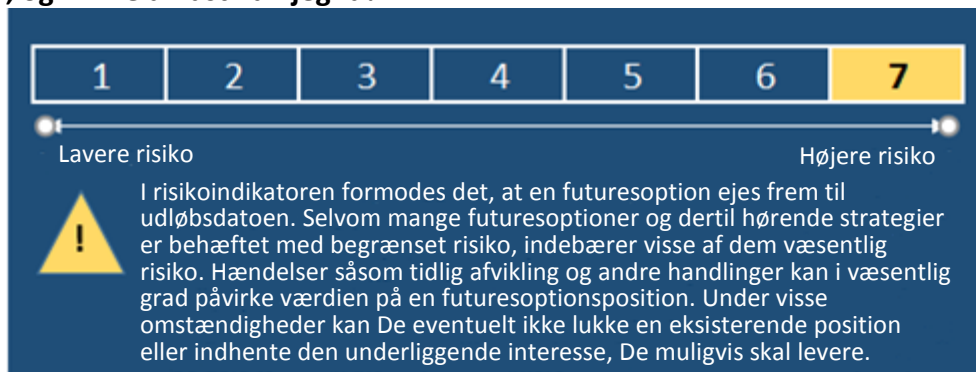 1 2 3 4 5 6 7
Lavere risiko Højere risiko
I risikoindikatoren formodes det, at en futuresoption ejes frem til
udløbsdatoen. Selvom mange futuresoptioner og dertil hørende strategier
! er behæftet med begrænset risiko, indebærer visse af dem væsentlig
risiko. Hændelser såsom tidlig afvikling og andre handlinger kan i væsentlig
grad påvirke værdien på en futuresoptionsposition. Under visse
omstændigheder kan De eventuelt ikke lukke en eksisterende position
eller indhente den underliggende interesse, De muligvis skal levere.